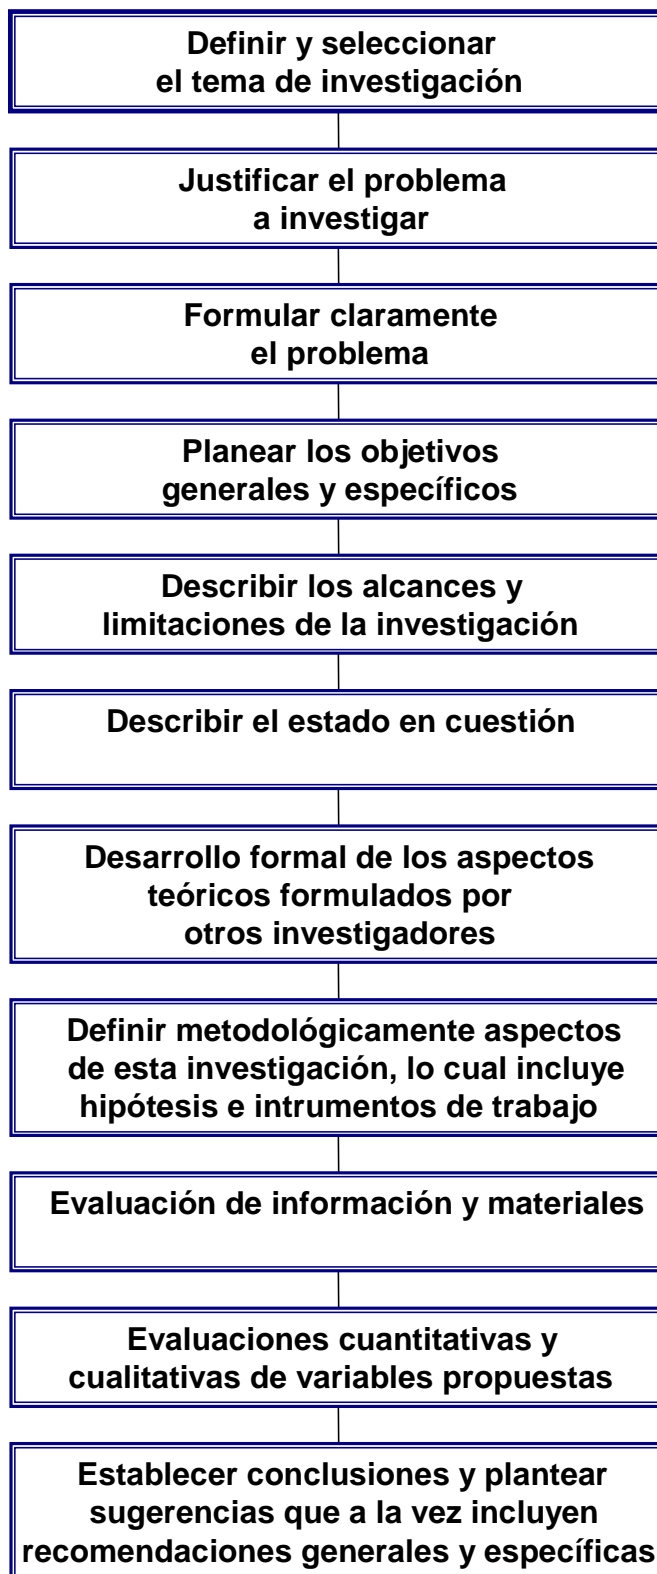 Definir y seleccionar
el tema de investigación
Justificar el problema
a investigar
Formular claramente
el problema
Planear los objetivos
generales y específicos
Describir los alcances y
limitaciones de la investigación
Describir el estado en cuestión
Desarrollo formal de los aspectos
teóricos formulados por
otros investigadores
Definir metodológicamente aspectos
de esta investigación, lo cual incluye
hipótesis e intrumentos de trabajo
Evaluación de información y materiales
Evaluaciones cuantitativas y
cualitativas de variables propuestas
Establecer conclusiones y plantear
sugerencias que a la vez incluyen
recomendaciones generales y específicas